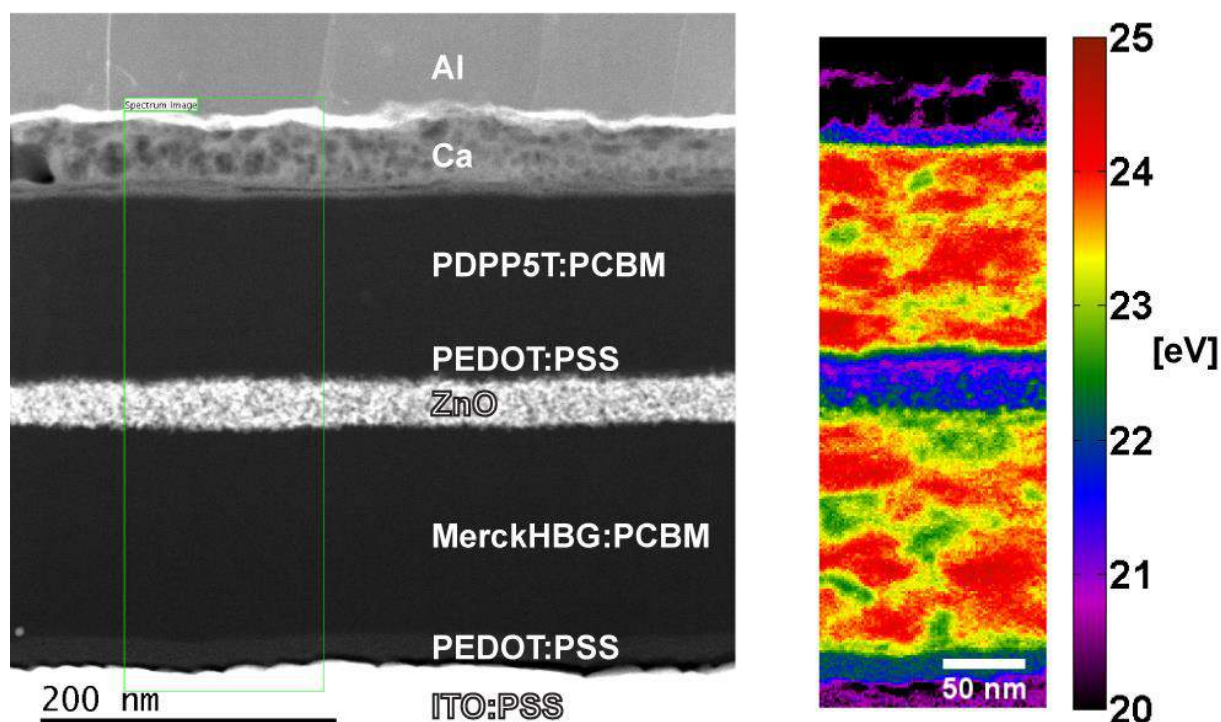 Al
Spectrum Image
Ca
PDPP5T:PCBM
PEDOT:PSS
ZnO
MerckHBG:PCBM
PEDOT:PSS
ITO:PSS
200 nm
50 nm
25
24
23
[eV]
22
21
20